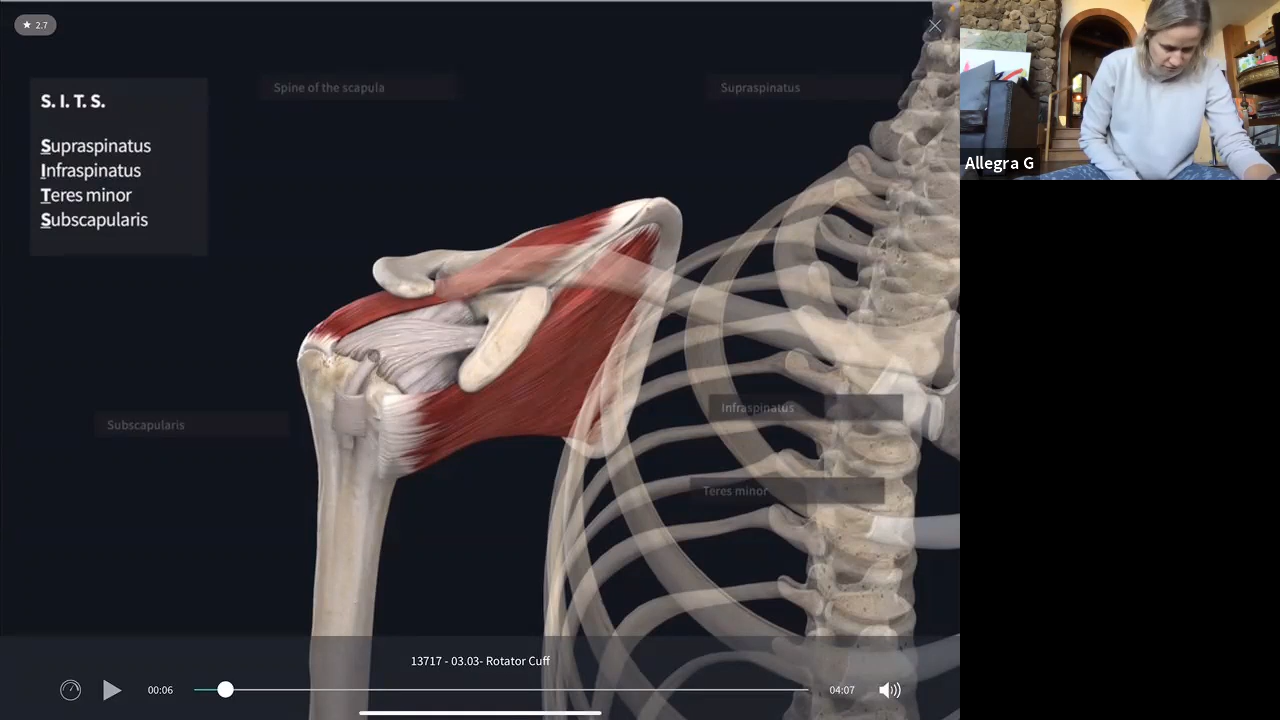 ★ 2.7
S. I. T. S.
Supraspinatus
Infraspinatus
Teres minor
Subscapularis
Spine of the scapula
Supraspinatus
Subscapularis
Infraspinatus
Teres minor
Allegra G
13717 - 03.03- Rotator Cuff
00:06
04:07